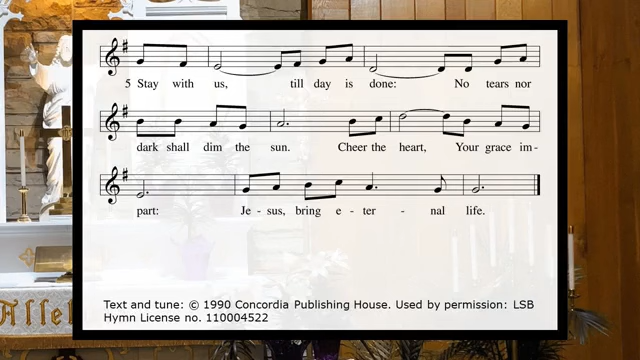 5 Stay with us, till day is done: No tears nor
dark shall dim the sun. Cheer the heart, Your grace im-
part: Je - sus, bring e - ter - nal life.
Alle
Text and tune: © 1990 Concordia Publishing House. Used by permission: LSB
Hymn License no. 110004522